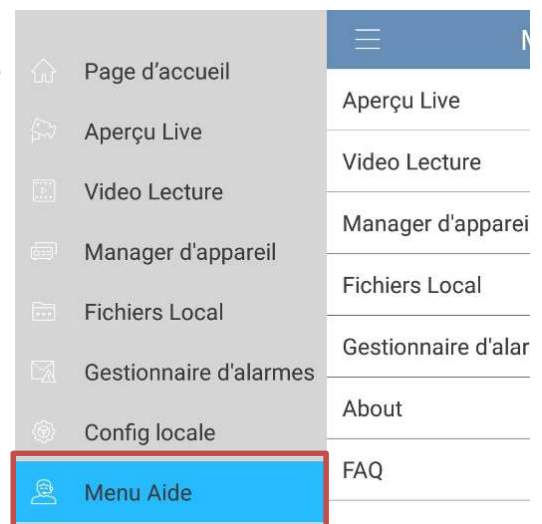 Page d’accueil
Aperçu Live
Video Lecture
Manager d'appareil
Fichiers Local
Gestionnaire d'alarmes
Config locale
Menu Aide
Aperçu Live
Video Lecture
Manager d'apparei
Fichiers Local
Gestionnaire d'alar
About
FAQ